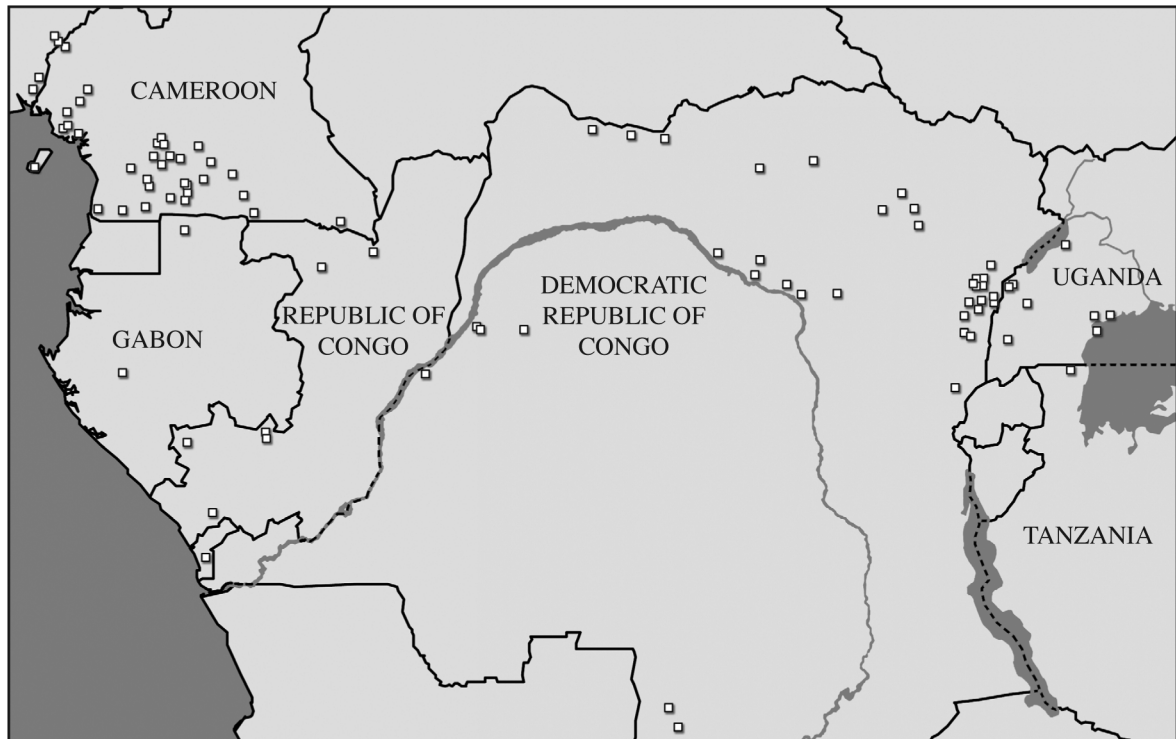 CAMEROON
UGANDA
DEMOCRATIC
REPUBLIC OF
CONGO
REPUBLIC OF
CONGO
GABON
TANZANIA